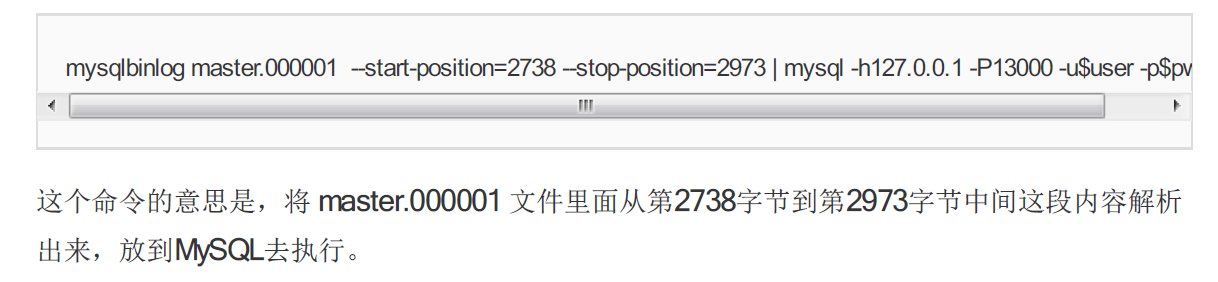 mysqlbinlog master.000001  --start-position=2738 --stop-position=2973 | mysql -h127.0.0.1 -P13000 -u$user -p$pw
这个命令的意思是，将 master.000001 文件里面从第2738字节到第2973字节中间这段内容解析
出来，放到MySQL去执行。